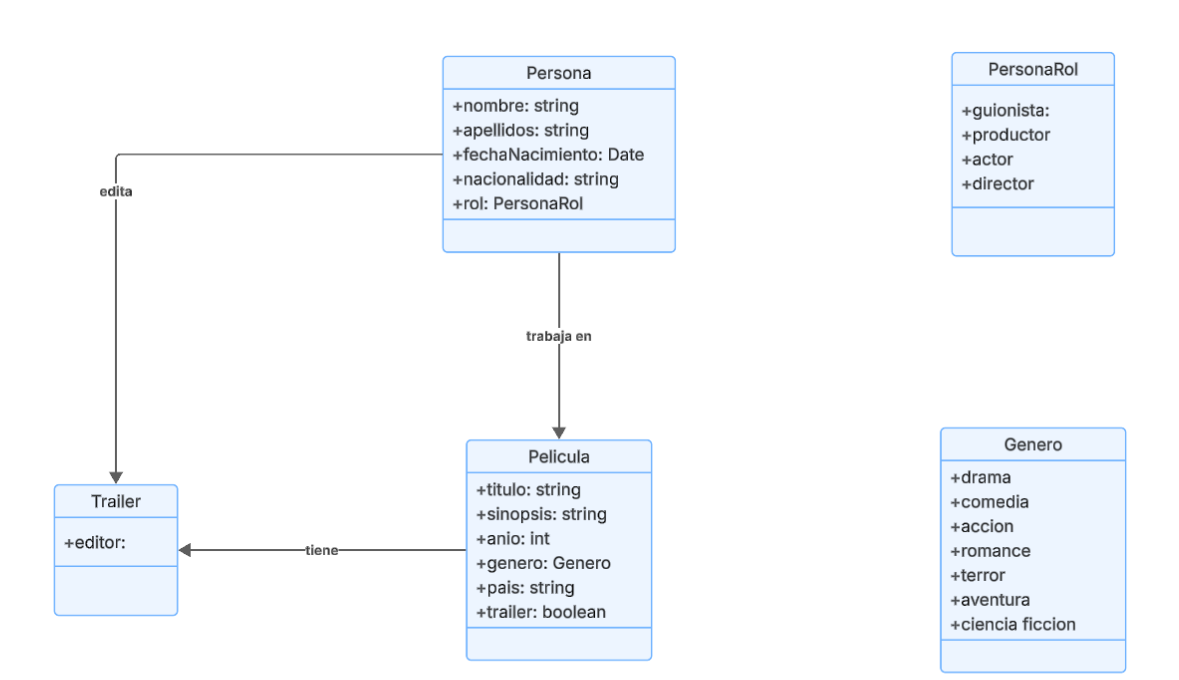 Persona
+nombre: string
+apellidos: string
+fechaNacimiento: Date
+nacionalidad: string
+rol: PersonaRol
PersonaRol
+guionista:
+productor
+actor
+director
edita
trabaja en
Trailer
+editor:
tiene
Pelicula
+titulo: string
+sinopsis: string
+anio: int
+genero: Genero
+pais: string
+trailer: boolean
Genero
+drama
+comedia
+accion
+romance
+terror
+aventura
+ciencia ficcion